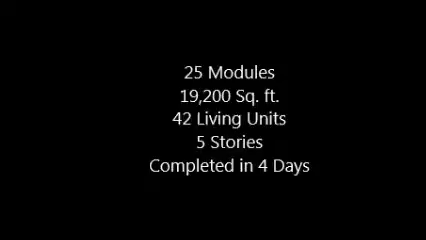 25 Modules
19,200 Sq. ft.
42 Living Units
5 Stories
Completed in 4 Days